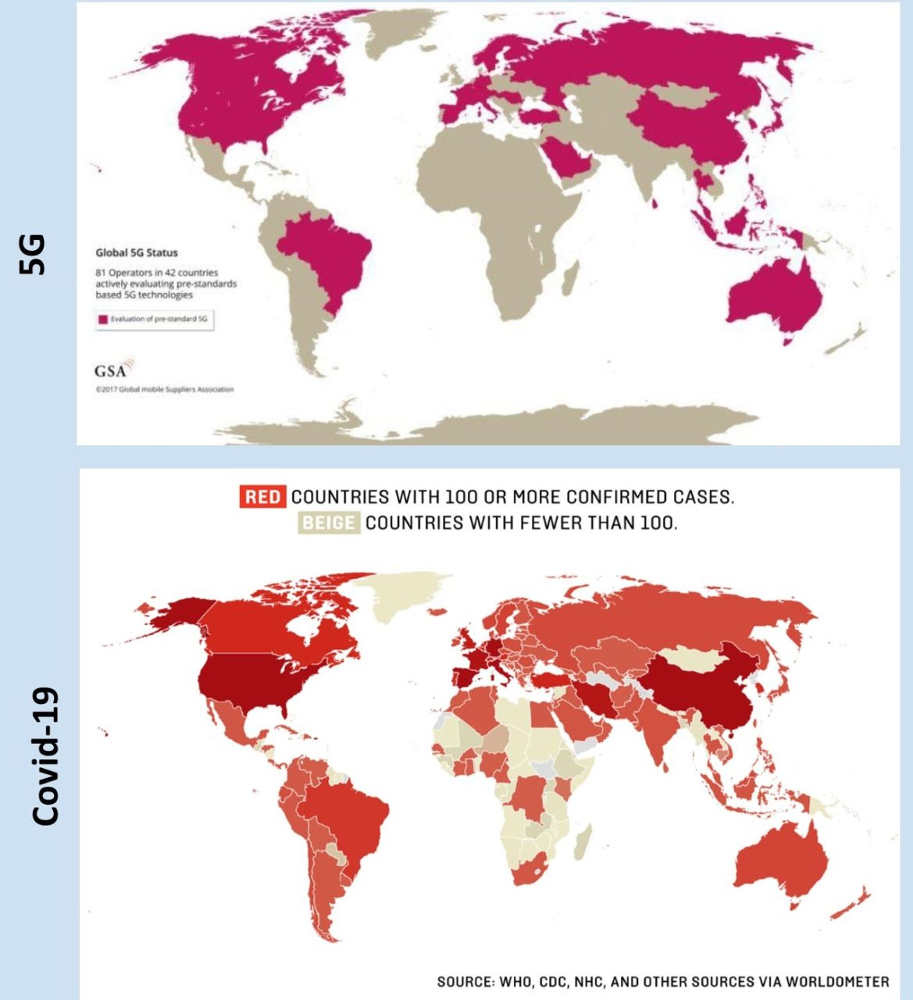 5G
Global 5G Status
81 Operators in 42 countries
actively evaluating pre-standards
based 5G technologies
Evaluation of pre-standard 5G
GSA
©2017 Global mobile Suppliers Association
Covid-19
RED COUNTRIES WITH 100 OR MORE CONFIRMED CASES.
BEIGE COUNTRIES WITH FEWER THAN 100.
SOURCE: WHO, CDC, NHC, AND OTHER SOURCES VIA WORLDOMETER